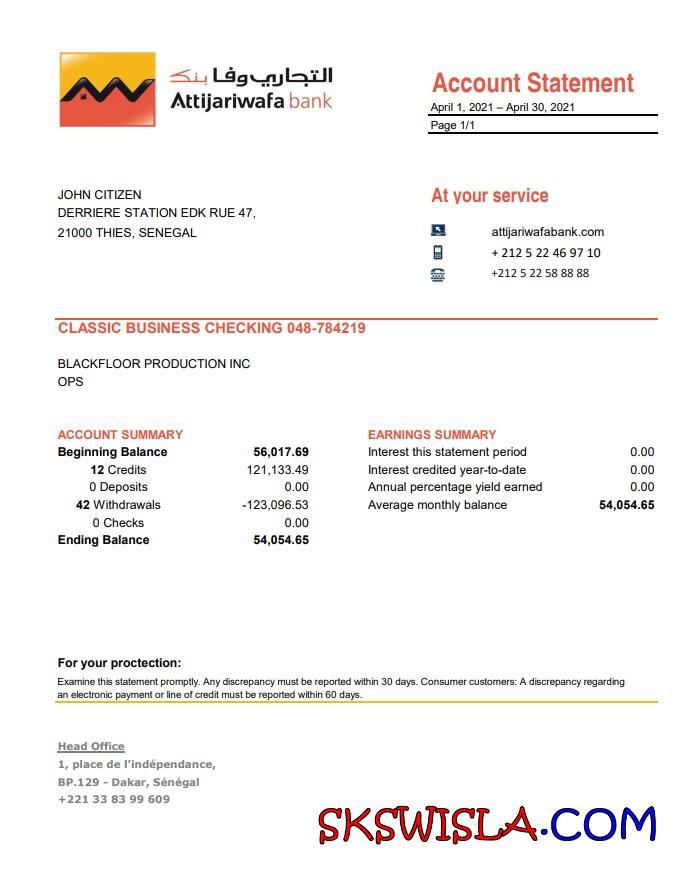 التجاري وفا بنك
Attijariwafa bank
Account Statement
April 1, 2021 – April 30, 2021
Page 1/1
JOHN CITIZEN
DERRIERE STATION EDK RUE 47,
21000 THIES, SENEGAL
At your service
attijariwafabank.com
+ 212 5 22 46 97 10
+212 5 22 58 88 88
CLASSIC BUSINESS CHECKING 048-784219
BLACKFLOOR PRODUCTION INC
OPS
ACCOUNT SUMMARY
Beginning Balance 56,017.69
12 Credits 121,133.49
0 Deposits 0.00
42 Withdrawals -123,096.53
0 Checks 0.00
Ending Balance 54,054.65
EARNINGS SUMMARY
Interest this statement period 0.00
Interest credited year-to-date 0.00
Annual percentage yield earned 0.00
Average monthly balance 54,054.65
For your proctection:
Examine this statement promptly. Any discrepancy must be reported within 30 days. Consumer customers: A discrepancy regarding
an electronic payment or line of credit must be reported within 60 days.
Head Office
1, place de l’indépendance,
BP.129 - Dakar, Sénégal
+221 33 83 99 609
SKSWISLA.COM